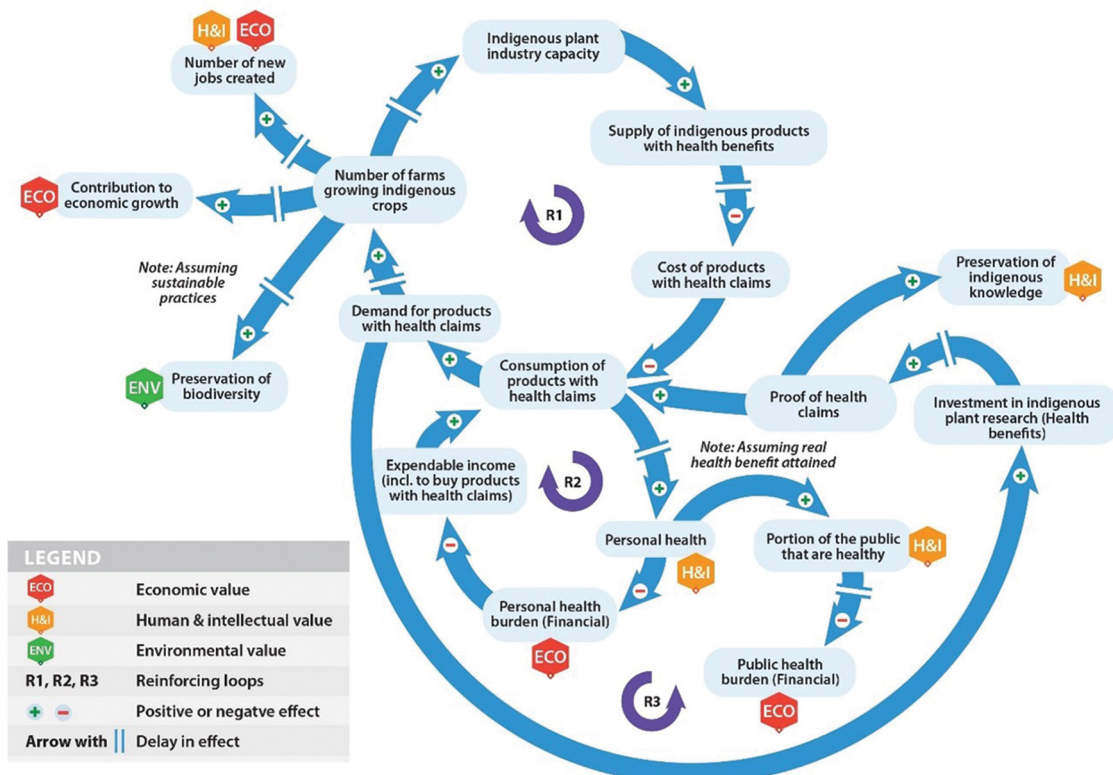 H&I ECO
Number of new
jobs created
Indigenous plant
industry capacity
Supply of indigenous products
with health benefits
ECO
Contribution to
economic growth
Number of farms
growing indigenous
crops
R1
Note: Assuming
sustainable
practices
Cost of products
with health claims
Preservation of
indigenous
knowledge
H&I
Demand for products
with health claims
ENV
Preservation of
biodiversity
Consumption of
products with
health claims
Proof of health
claims
Investment in indigenous
plant research (Health
benefits)
Note: Assuming real
health benefit attained
Expendable income
(incl. to buy products
with health claims)
R2
Personal health
H&I
Portion of the public
that are healthy
H&I
Personal health
burden (Financial)
ECO
Public health
burden (Financial)
ECO
R3
LEGEND
ECO Economic value
H&I Human & intellectual value
ENV Environmental value
R1, R2, R3 Reinforcing loops
+ − Positive or negatve effect
Arrow with || Delay in effect